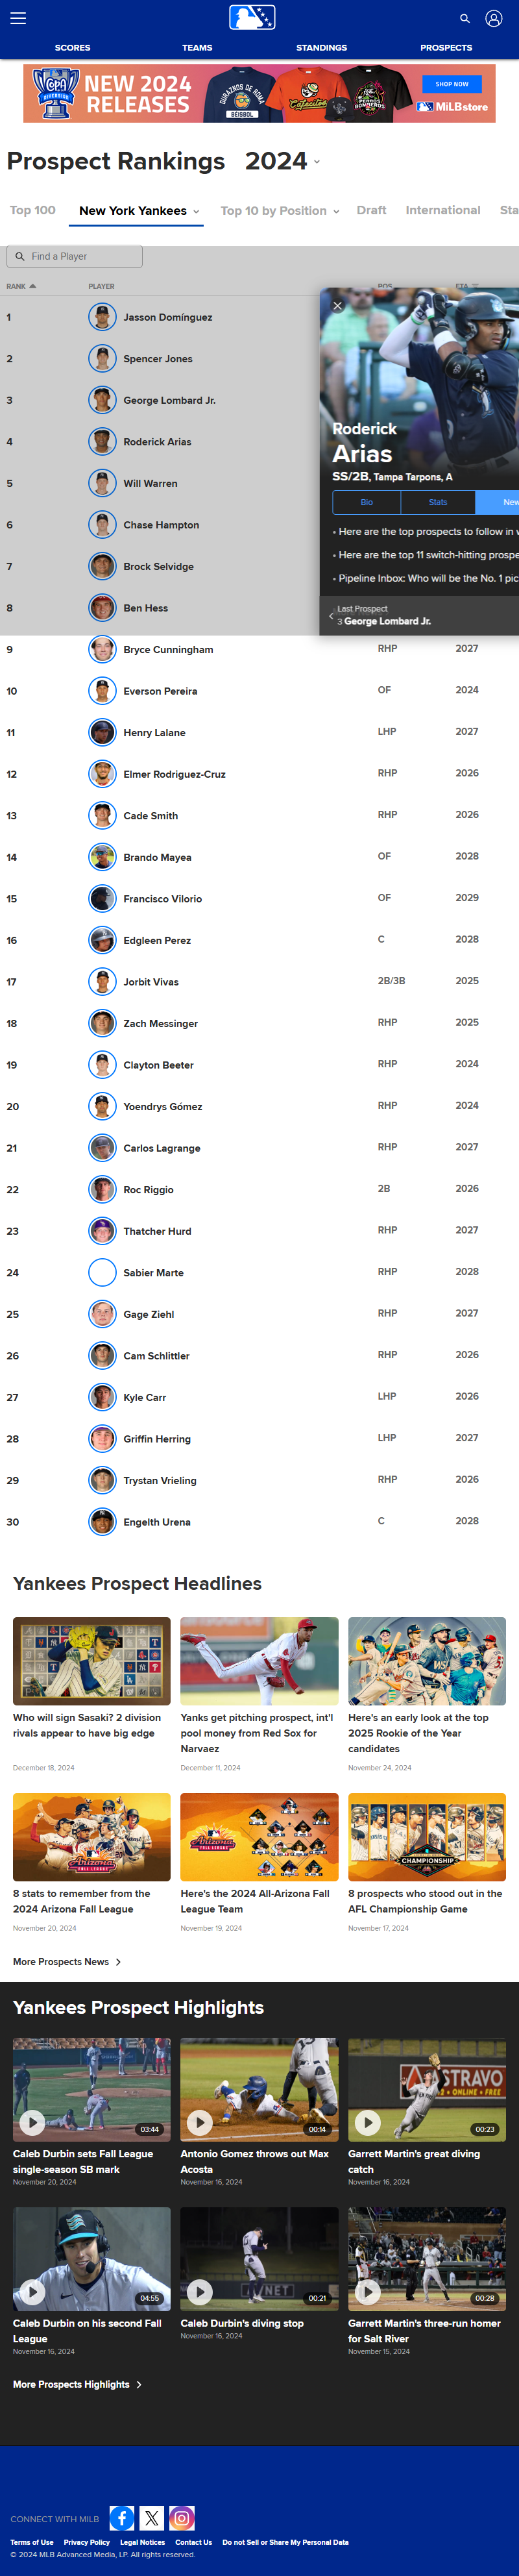 SCORES
TEAMS
STANDINGS
PROSPECTS
COPA
DIVERSIÓN
NEW 2024
RELEASES
BÉISBOL
SHOP NOW
MiLBstore
Prospect Rankings 2024
Top 100
New York Yankees
Top 10 by Position
Draft
International
Sta
Find a Player
RANK
PLAYER
POS
ETA
1 Jasson Domínguez
2 Spencer Jones
3 George Lombard Jr.
4 Roderick Arias
5 Will Warren
6 Chase Hampton
7 Brock Selvidge
8 Ben Hess
Roderick
Arias
SS/2B, Tampa Tarpons, A
Bio
Stats
New
• Here are the top prospects to follow in w
• Here are the top 11 switch-hitting prospe
• Pipeline Inbox: Who will be the No. 1 pic
Last Prospect
3 George Lombard Jr.
9 Bryce Cunningham RHP 2027
10 Everson Pereira OF 2024
11 Henry Lalane LHP 2027
12 Elmer Rodriguez-Cruz RHP 2026
13 Cade Smith RHP 2026
14 Brando Mayea OF 2028
15 Francisco Vilorio OF 2029
16 Edgleen Perez C 2028
17 Jorbit Vivas 2B/3B 2025
18 Zach Messinger RHP 2025
19 Clayton Beeter RHP 2024
20 Yoendrys Gómez RHP 2024
21 Carlos Lagrange RHP 2027
22 Roc Riggio 2B 2026
23 Thatcher Hurd RHP 2027
24 Sabier Marte RHP 2028
25 Gage Ziehl RHP 2027
26 Cam Schlittler RHP 2026
27 Kyle Carr LHP 2026
28 Griffin Herring LHP 2027
29 Trystan Vrieling RHP 2026
30 Engelth Urena C 2028
Yankees Prospect Headlines
Who will sign Sasaki? 2 division
rivals appear to have big edge
December 18, 2024
Yanks get pitching prospect, int'l
pool money from Red Sox for
Narvaez
December 11, 2024
Here's an early look at the top
2025 Rookie of the Year
candidates
November 24, 2024
8 stats to remember from the
2024 Arizona Fall League
November 20, 2024
Here's the 2024 All-Arizona Fall
League Team
November 19, 2024
CHAMPIONSHIP
8 prospects who stood out in the
AFL Championship Game
November 17, 2024
More Prospects News
Yankees Prospect Highlights
03:44
Caleb Durbin sets Fall League
single-season SB mark
November 20, 2024
00:14
Antonio Gomez throws out Max
Acosta
November 16, 2024
STRAVO
ONLINE • FREE
00:23
Garrett Martin's great diving
catch
November 16, 2024
04:55
Caleb Durbin on his second Fall
League
November 16, 2024
00:21
Caleb Durbin's diving stop
November 16, 2024
00:28
Garrett Martin's three-run homer
for Salt River
November 15, 2024
More Prospects Highlights
CONNECT WITH MILB
Terms of Use
Privacy Policy
Legal Notices
Contact Us
Do not Sell or Share My Personal Data
© 2024 MLB Advanced Media, LP. All rights reserved.